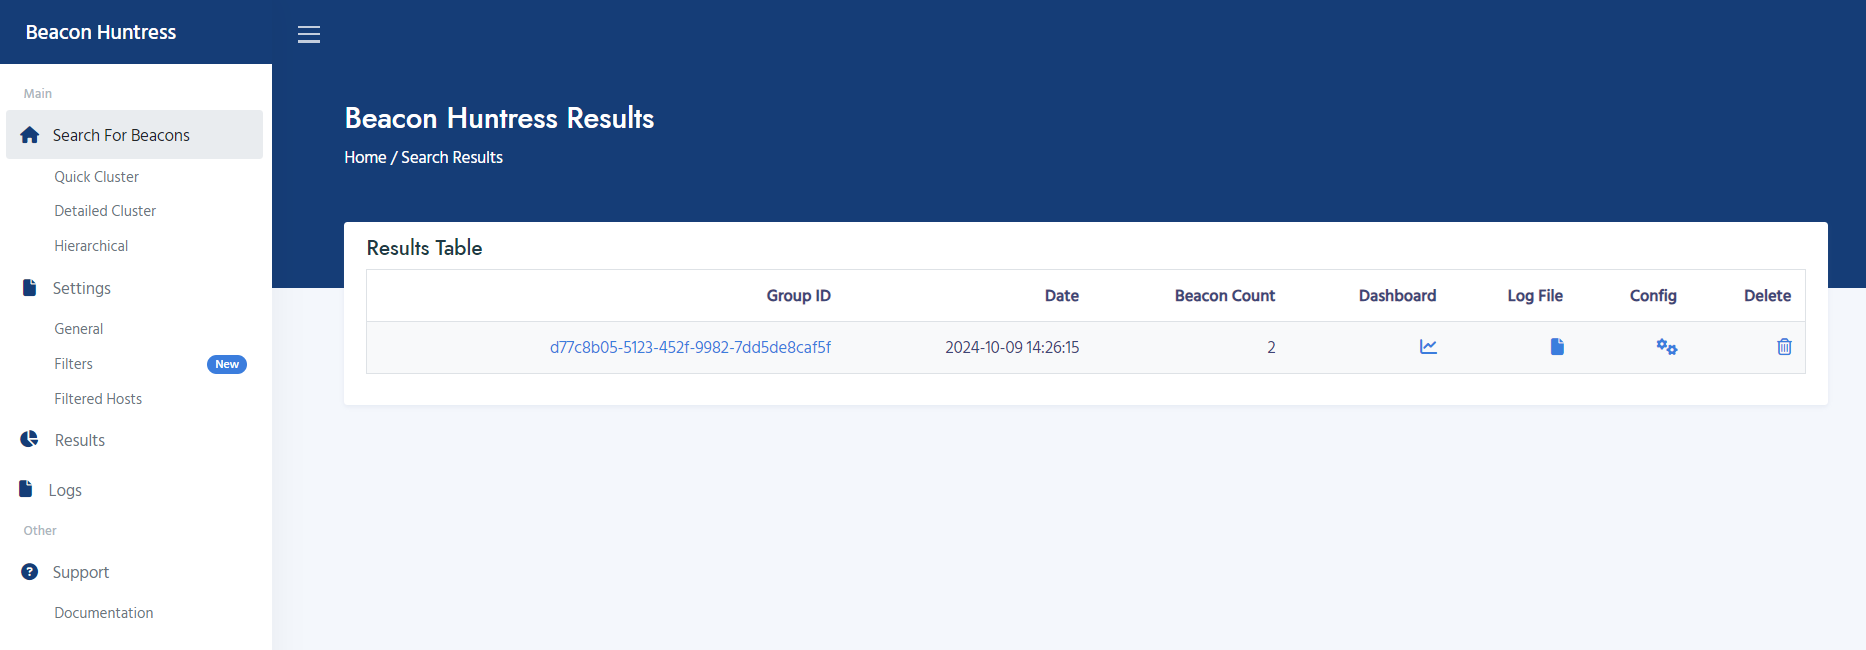 Beacon Huntress
Main
Search For Beacons
Quick Cluster
Detailed Cluster
Hierarchical
Settings
General
Filters New
Filtered Hosts
Results
Logs
Other
? Support
Documentation
Beacon Huntress Results
Home / Search Results
Results Table
Group ID Date Beacon Count Dashboard Log File Config Delete
d77c8b05-5123-452f-9982-7dd5de8caf5f 2024-10-09 14:26:15 2